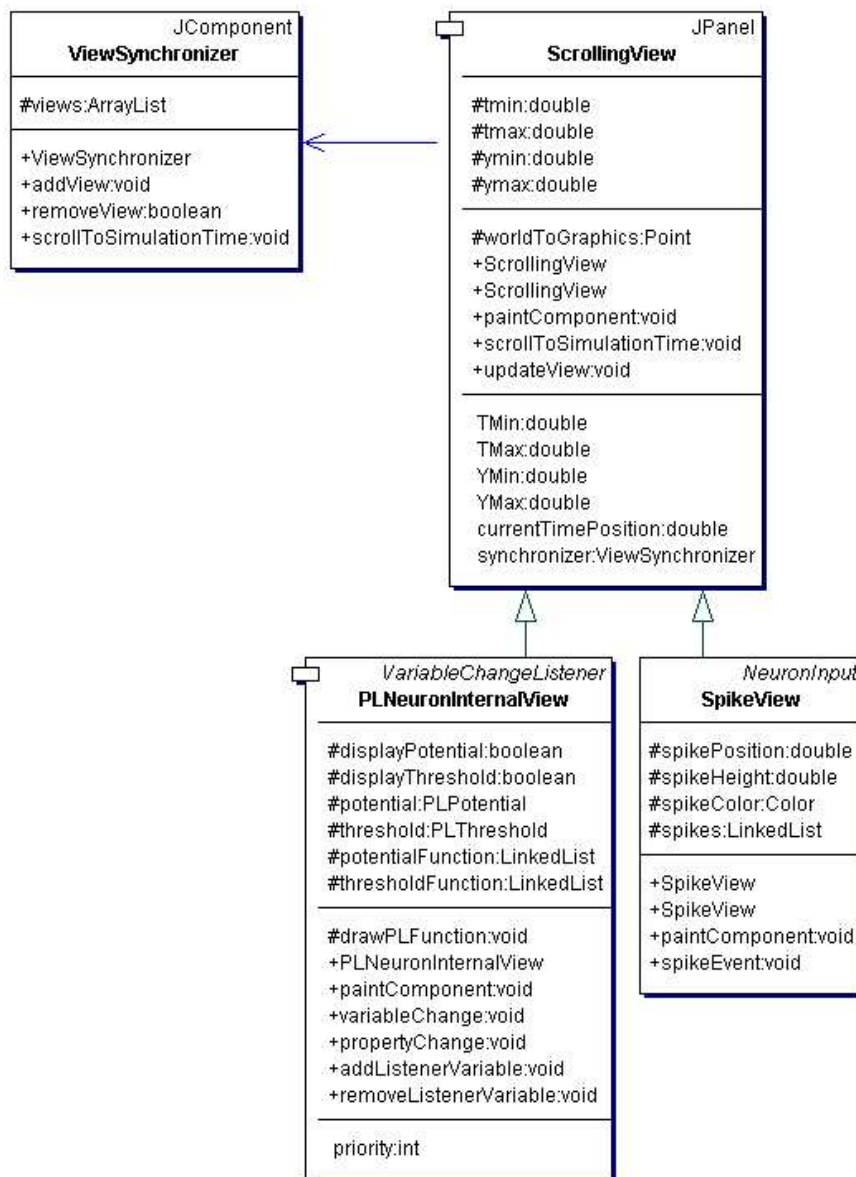 JComponent
ViewSynchronizer
#views:ArrayList
+ViewSynchronizer
+addView:void
+removeView:boolean
+scrollToSimulationTime:void
JPanel
ScrollingView
#tmin:double
#tmax:double
#ymin:double
#ymax:double
#worldToGraphics:Point
+ScrollingView
+ScrollingView
+paintComponent:void
+scrollToSimulationTime:void
+updateView:void
TMin:double
TMax:double
YMin:double
YMax:double
currentTimePosition:double
synchronizer:ViewSynchronizer
VariableChangeListener
PLNeuronInternalView
#displayPotential:boolean
#displayThreshold:boolean
#potential:PLPotential
#threshold:PLThreshold
#potentialFunction:LinkedList
#thresholdFunction:LinkedList
#drawPLFunction:void
+PLNeuronInternalView
+paintComponent:void
+variableChange:void
+propertyChange:void
+addListenerVariable:void
+removeListenerVariable:void
priority:int
NeuronInput
SpikeView
#spikePosition:double
#spikeHeight:double
#spikeColor:Color
#spikes:LinkedList
+SpikeView
+SpikeView
+paintComponent:void
+spikeEvent:void